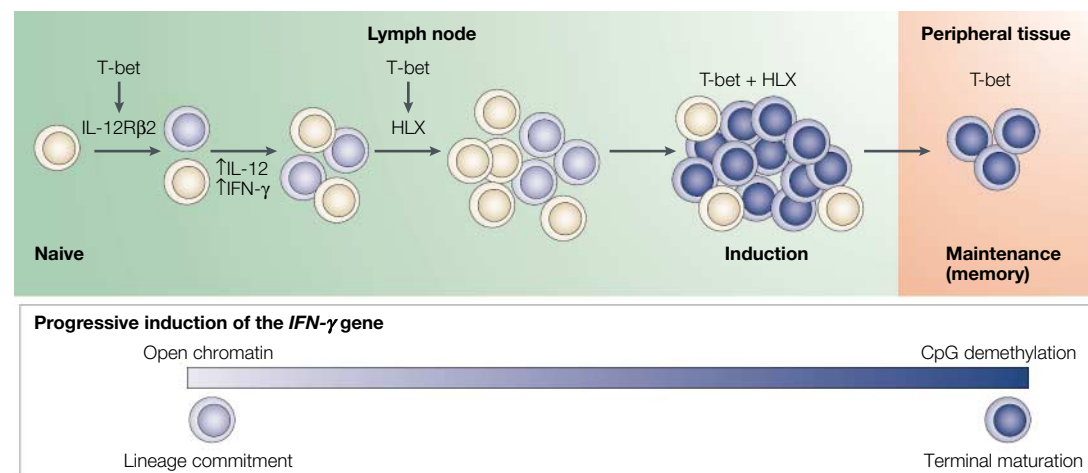 Lymph node
Peripheral tissue
T-bet
T-bet
T-bet + HLX
T-bet
IL-12Rβ2
HLX
↑IL-12
↑IFN-γ
Naive
Induction
Maintenance
(memory)
Progressive induction of the IFN-γ gene
Open chromatin
CpG demethylation
Lineage commitment
Terminal maturation